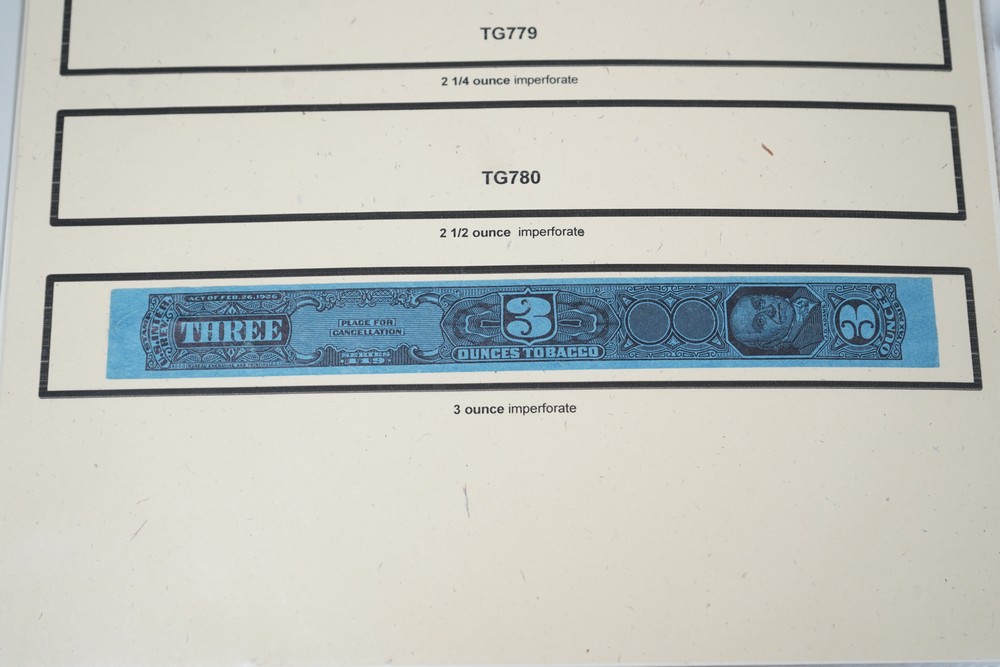 TG779
2 1/4 ounce imperforate
TG780
2 1/2 ounce imperforate
ACT OF FEB. 26, 1926
THREE
PLACE FOR
CANCELLATION
3
OUNCES TOBACCO
3
3 ounce imperforate